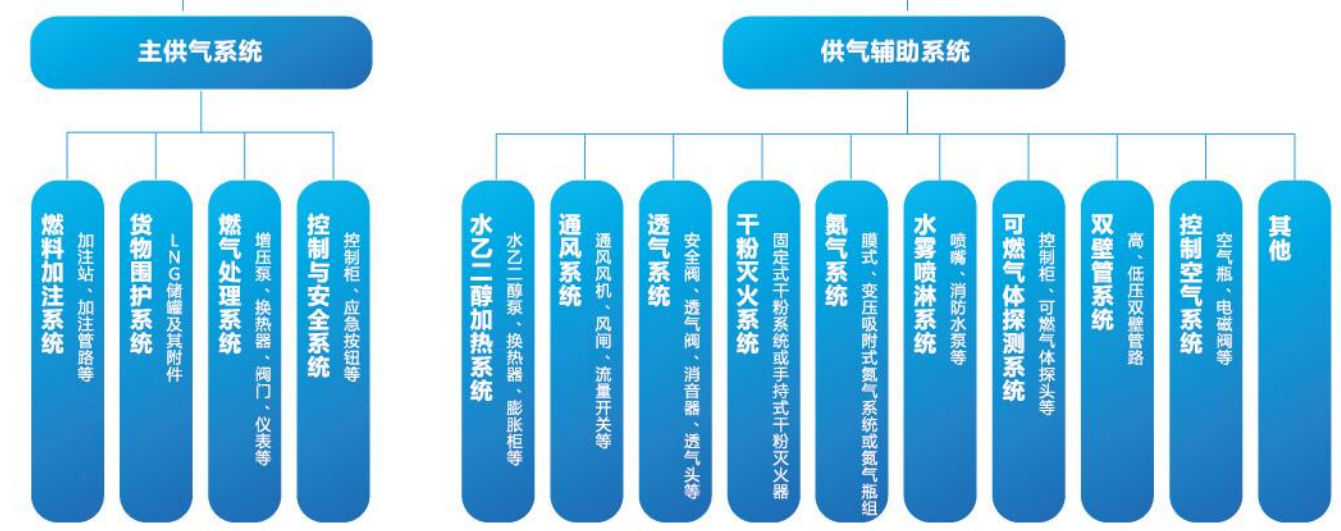 主供气系统
供气辅助系统
燃料加注系统
加注站、加注管路等
货物围护系统
LNG储罐及其附件
燃气处理系统
增压泵、换热器、阀门、仪表等
控制与安全系统
控制柜、应急按钮等
水乙二醇加热系统
水乙二醇泵、换热器、膨胀柜等
通风系统
通风风机、风闸、流量开关等
透气系统
安全阀、透气阀、消音器、透气头等
干粉灭火系统
固定式干粉系统或手持式干粉灭火器
氮气系统
膜式、变压吸附式氮气系统或氮气瓶组
水雾喷淋系统
喷嘴、消防水泵等
可燃气体探测系统
控制柜、可燃气体探头等
双壁管系统
高、低压双壁管路
控制空气系统
空气瓶、电磁阀等
其他